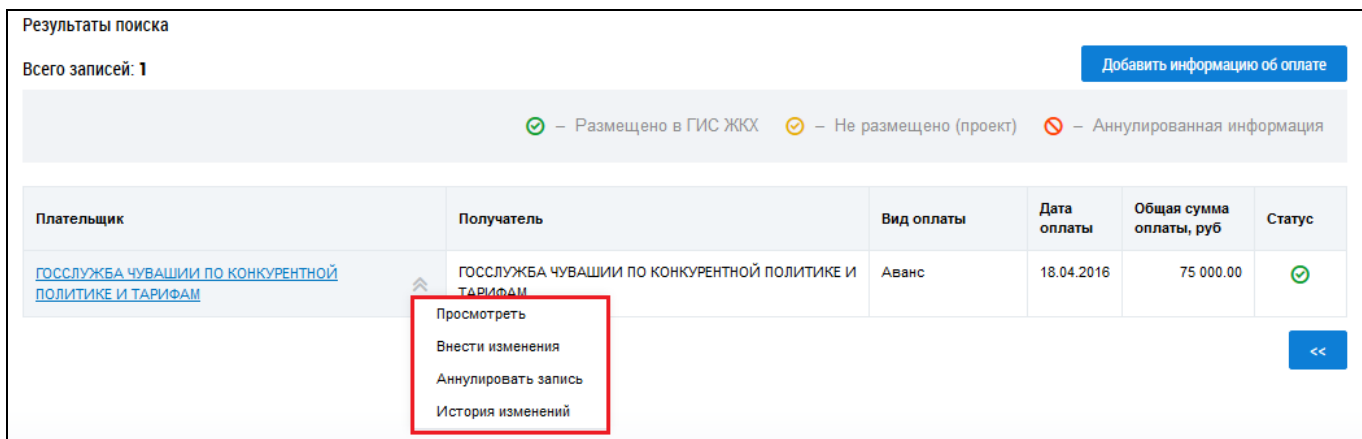 Результаты поиска
Всего записей: 1
Добавить информацию об оплате
– Размещено в ГИС ЖКХ – Не размещено (проект) – Аннулированная информация
Плательщик Получатель Вид оплаты Дата оплаты Общая сумма оплаты, руб Статус
ГОССЛУЖБА ЧУВАШИИ ПО КОНКУРЕНТНОЙ
ПОЛИТИКЕ И ТАРИФАМ
ГОССЛУЖБА ЧУВАШИИ ПО КОНКУРЕНТНОЙ ПОЛИТИКЕ И
ТАРИФАМ
Аванс
18.04.2016
75 000.00
Просмотреть
Внести изменения
Аннулировать запись
История изменений
<<